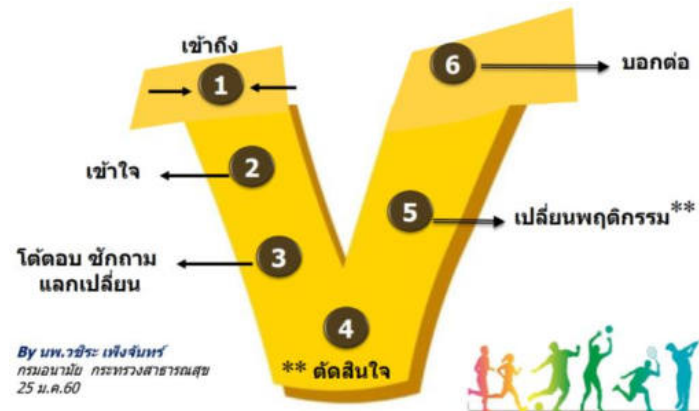 เข้าถึง
1
6
บอกต่อ
2
เข้าใจ
5
เปลี่ยนพฤติกรรม**
3
โต้ตอบ ซักถาม
แลกเปลี่ยน
4
** ตัดสินใจ
By นพ.วชิระ เพ็งจันทร์
กรมอนามัย กระทรวงสาธารณสุข
25 ม.ค.60